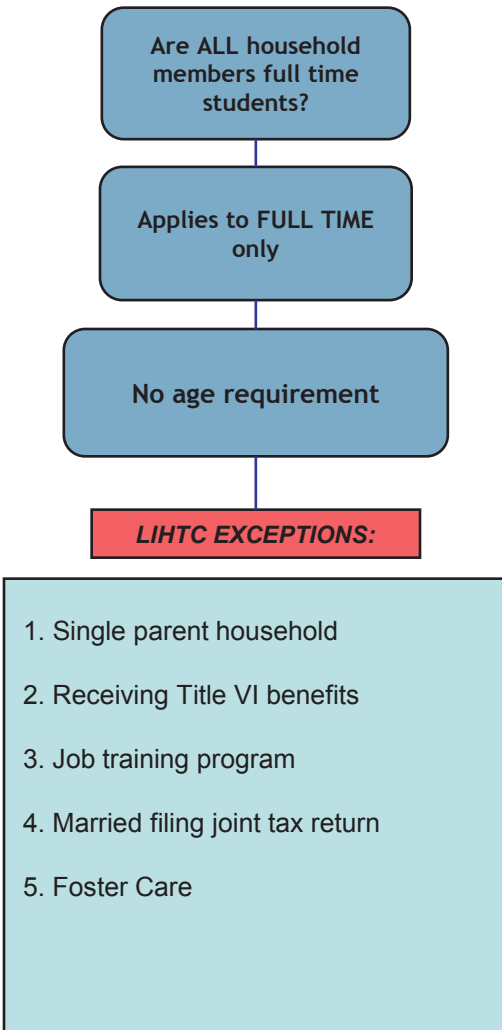 Are ALL household
members full time
students?
Applies to FULL TIME
only
No age requirement
LIHTC EXCEPTIONS:
1. Single parent household
2. Receiving Title VI benefits
3. Job training program
4. Married filing joint tax return
5. Foster Care